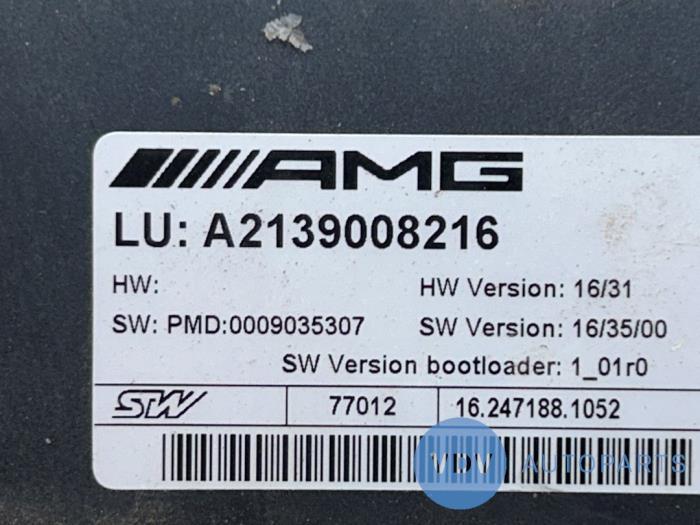 AMG
LU: A2139008216
HW: HW Version: 16/31
SW: PMD:0009035307 SW Version: 16/35/00
SW Version bootloader: 1_01r0
STW 77012 16.247188.1052
VDV AUTOPARTS